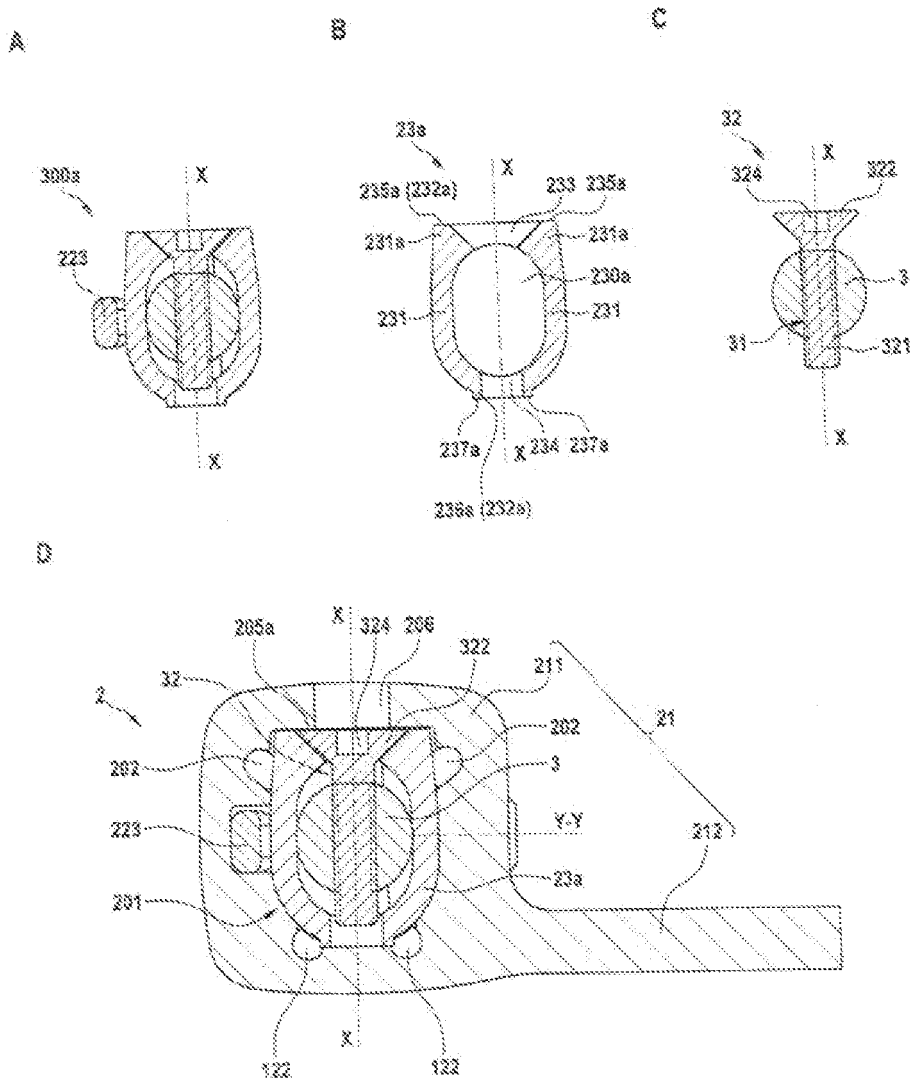 A
B
C
23a
32
X
X
X
300a
324
322
235a (232a)
233
235a
231a
231a
223
230a
3
231
231
31
321
X
237a
X
234
237a
X
236a (232a)
D
X
205a
324
206
32
322
211
2
21
202
202
3
223
Y-Y
212
23a
201
X
122
122